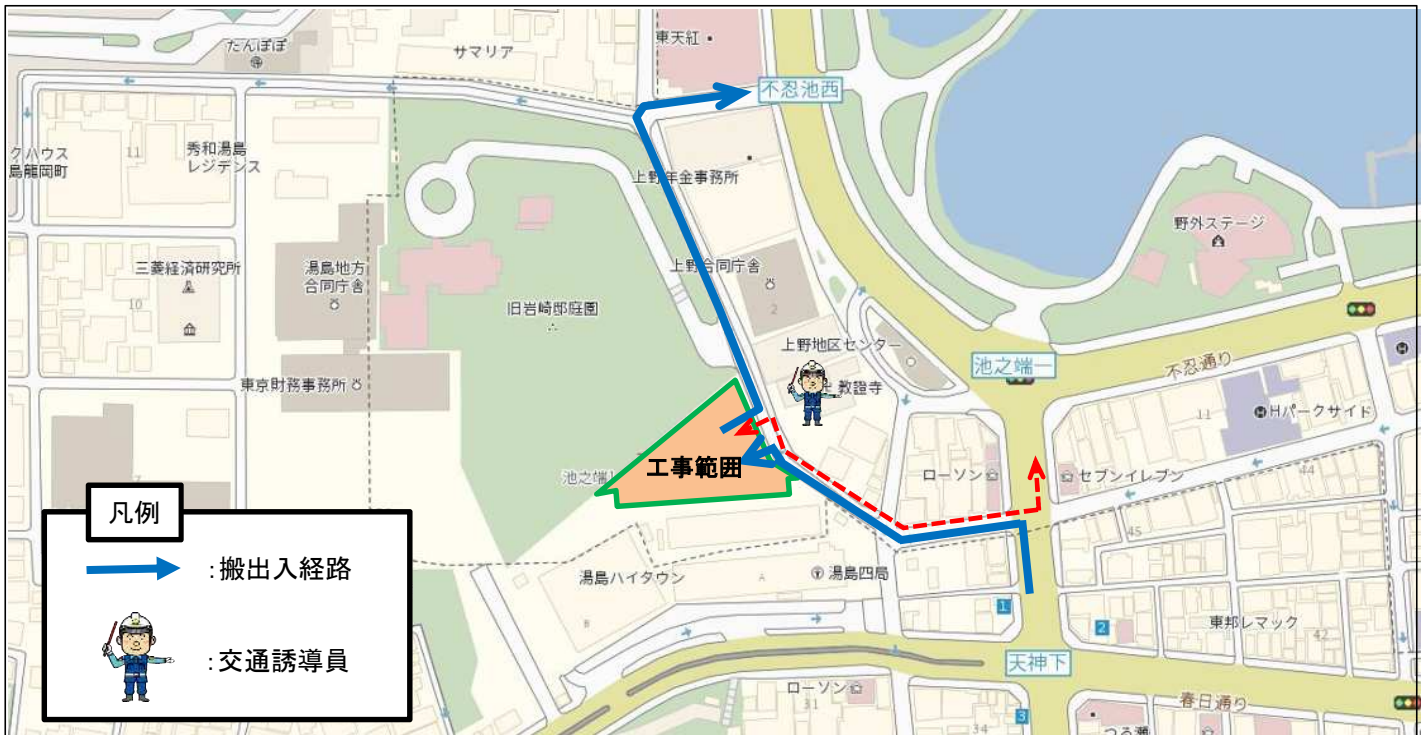 たんぽぽ
サマリア
東天紅
不忍池西
クハウス
島龍岡町
11
秀和湯島
レジデンス
上野年金事務所
野外ステージ
三菱経済研究所
10
湯島地方
合同庁舎
上野合同庁舎
2
旧岩崎邸庭園
上野地区センター
池之端一
不忍通り
東京財務事務所
教證寺
11
Hパークサイド
工事範囲
池之端1
ローソン
セブンイレブン
44
45
凡例
:搬出入経路
湯島ハイタウン
A
湯島四局
B
1
2
東邦レマック
42
:交通誘導員
天神下
ローソン
31
春日通り
3
34
つる瀬